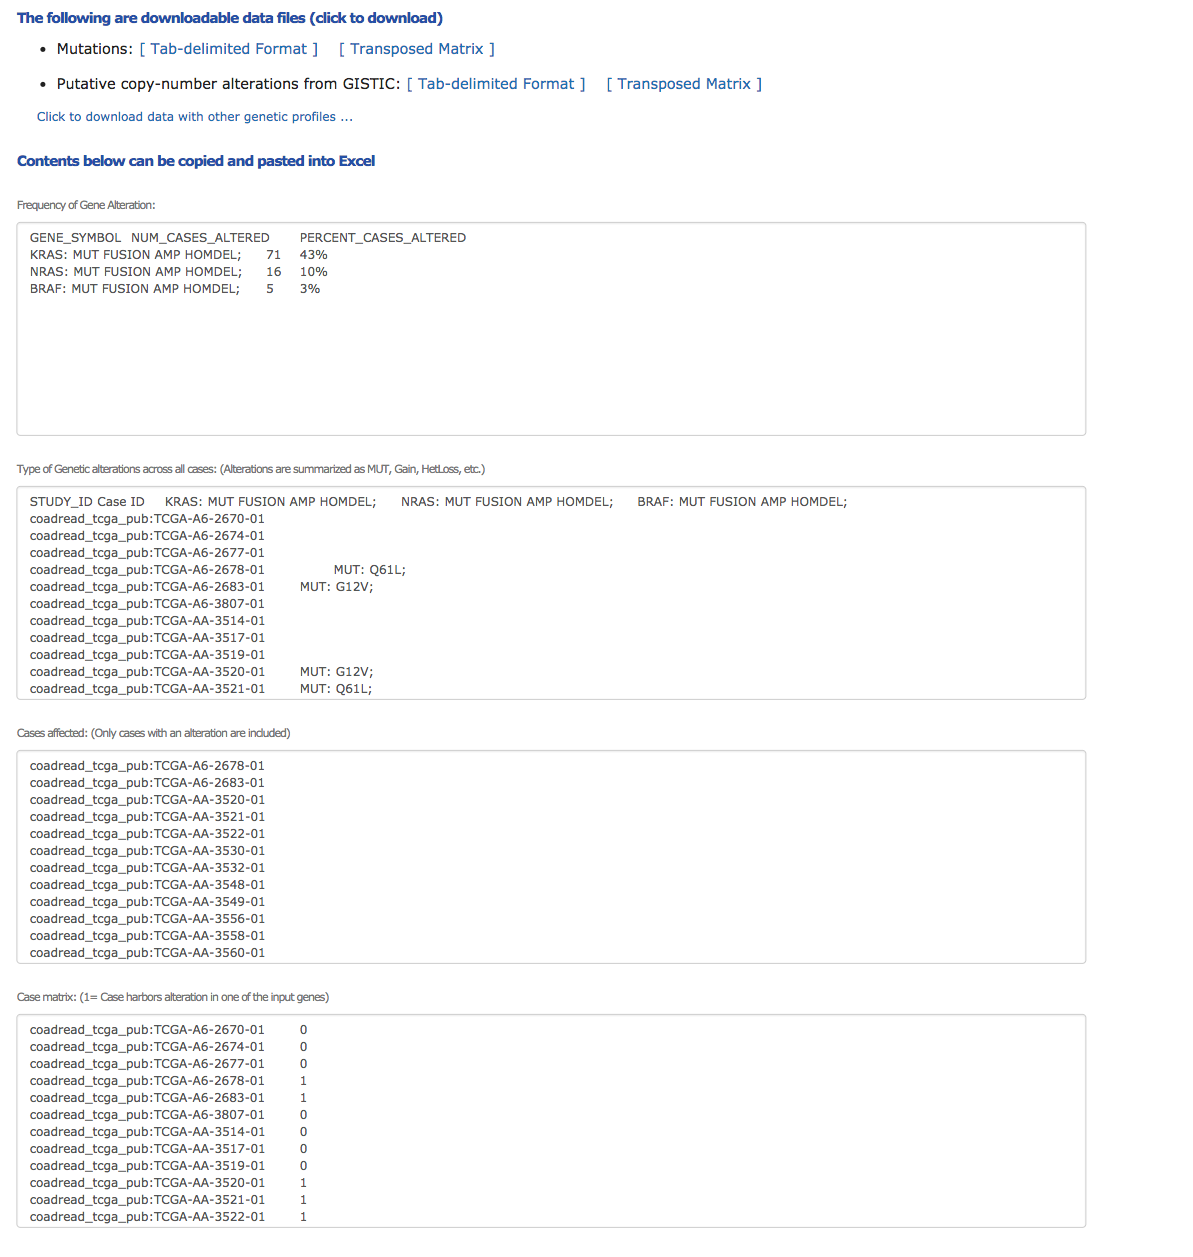 The following are downloadable data files (click to download)
• Mutations: [ Tab-delimited Format ] [ Transposed Matrix ]
• Putative copy-number alterations from GISTIC: [ Tab-delimited Format ] [ Transposed Matrix ]
Click to download data with other genetic profiles ...
Contents below can be copied and pasted into Excel
Frequency of Gene Alteration:
GENE_SYMBOL NUM_CASES_ALTERED PERCENT_CASES_ALTERED
KRAS: MUT FUSION AMP HOMDEL; 71 43%
NRAS: MUT FUSION AMP HOMDEL; 16 10%
BRAF: MUT FUSION AMP HOMDEL; 5 3%
Type of Genetic alterations across all cases: (Alterations are summarized as MUT, Gain, HetLoss, etc.)
STUDY_ID Case ID KRAS: MUT FUSION AMP HOMDEL; NRAS: MUT FUSION AMP HOMDEL; BRAF: MUT FUSION AMP HOMDEL;
coadread_tcga_pub:TCGA-A6-2670-01
coadread_tcga_pub:TCGA-A6-2674-01
coadread_tcga_pub:TCGA-A6-2677-01
coadread_tcga_pub:TCGA-A6-2678-01 MUT: Q61L;
coadread_tcga_pub:TCGA-A6-2683-01 MUT: G12V;
coadread_tcga_pub:TCGA-A6-3807-01
coadread_tcga_pub:TCGA-AA-3514-01
coadread_tcga_pub:TCGA-AA-3517-01
coadread_tcga_pub:TCGA-AA-3519-01
coadread_tcga_pub:TCGA-AA-3520-01 MUT: G12V;
coadread_tcga_pub:TCGA-AA-3521-01 MUT: Q61L;
Cases affected: (Only cases with an alteration are included)
coadread_tcga_pub:TCGA-A6-2678-01
coadread_tcga_pub:TCGA-A6-2683-01
coadread_tcga_pub:TCGA-AA-3520-01
coadread_tcga_pub:TCGA-AA-3521-01
coadread_tcga_pub:TCGA-AA-3522-01
coadread_tcga_pub:TCGA-AA-3530-01
coadread_tcga_pub:TCGA-AA-3532-01
coadread_tcga_pub:TCGA-AA-3548-01
coadread_tcga_pub:TCGA-AA-3549-01
coadread_tcga_pub:TCGA-AA-3556-01
coadread_tcga_pub:TCGA-AA-3558-01
coadread_tcga_pub:TCGA-AA-3560-01
Case matrix: (1= Case harbors alteration in one of the input genes)
coadread_tcga_pub:TCGA-A6-2670-01 0
coadread_tcga_pub:TCGA-A6-2674-01 0
coadread_tcga_pub:TCGA-A6-2677-01 0
coadread_tcga_pub:TCGA-A6-2678-01 1
coadread_tcga_pub:TCGA-A6-2683-01 1
coadread_tcga_pub:TCGA-A6-3807-01 0
coadread_tcga_pub:TCGA-AA-3514-01 0
coadread_tcga_pub:TCGA-AA-3517-01 0
coadread_tcga_pub:TCGA-AA-3519-01 0
coadread_tcga_pub:TCGA-AA-3520-01 1
coadread_tcga_pub:TCGA-AA-3521-01 1
coadread_tcga_pub:TCGA-AA-3522-01 1